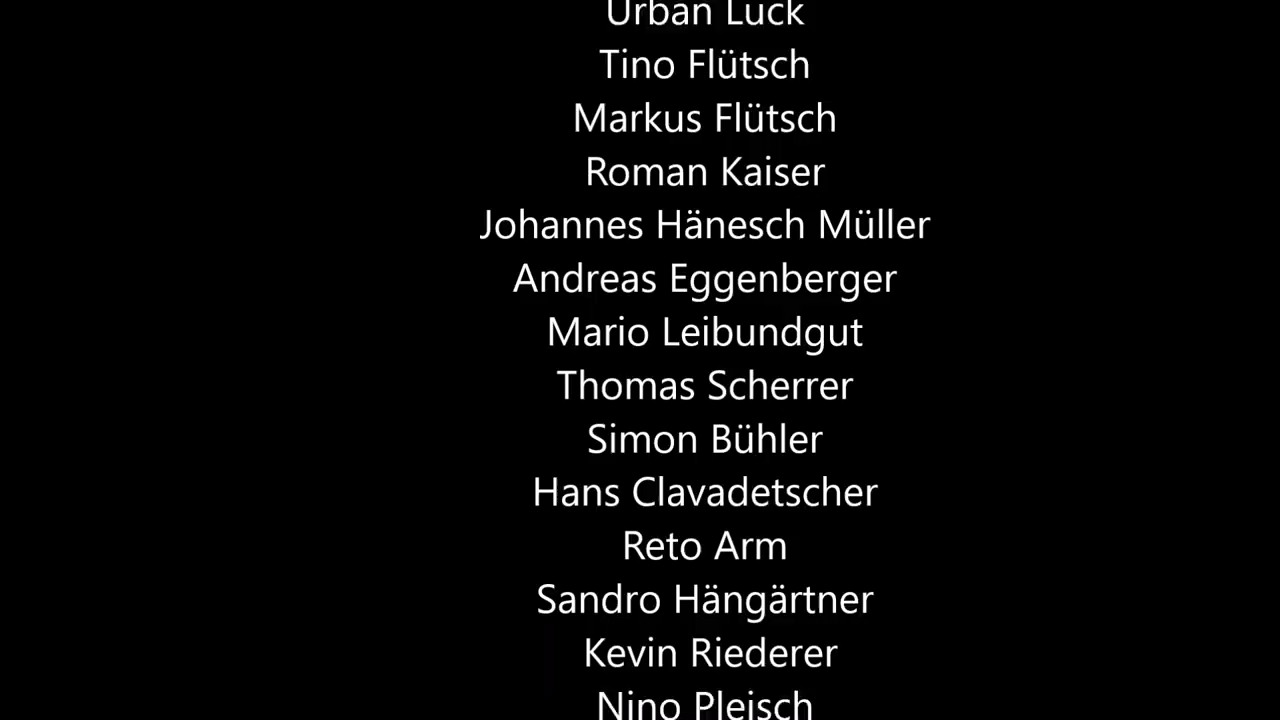 Urban Luck
Tino Flütsch
Markus Flütsch
Roman Kaiser
Johannes Hänesch Müller
Andreas Eggenberger
Mario Leibundgut
Thomas Scherrer
Simon Bühler
Hans Clavadetscher
Reto Arm
Sandro Hängärtner
Kevin Riederer
Nino Pleisch